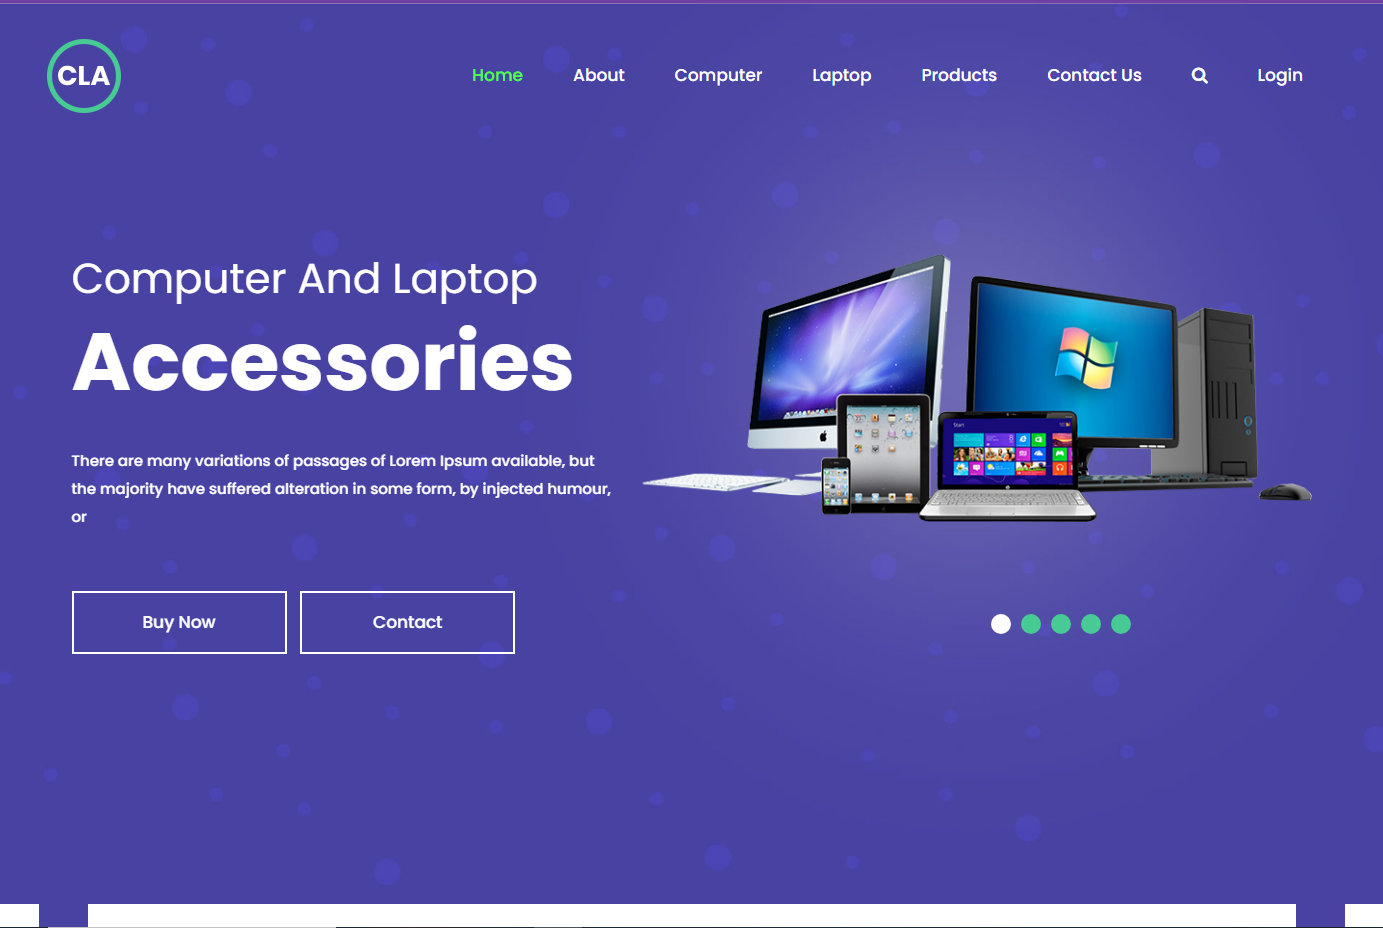 CLA
Home About Computer Laptop Products Contact Us Login
Computer And Laptop
Accessories
There are many variations of passages of Lorem Ipsum available, but
the majority have suffered alteration in some form, by injected humour,
or
Buy Now Contact
Start